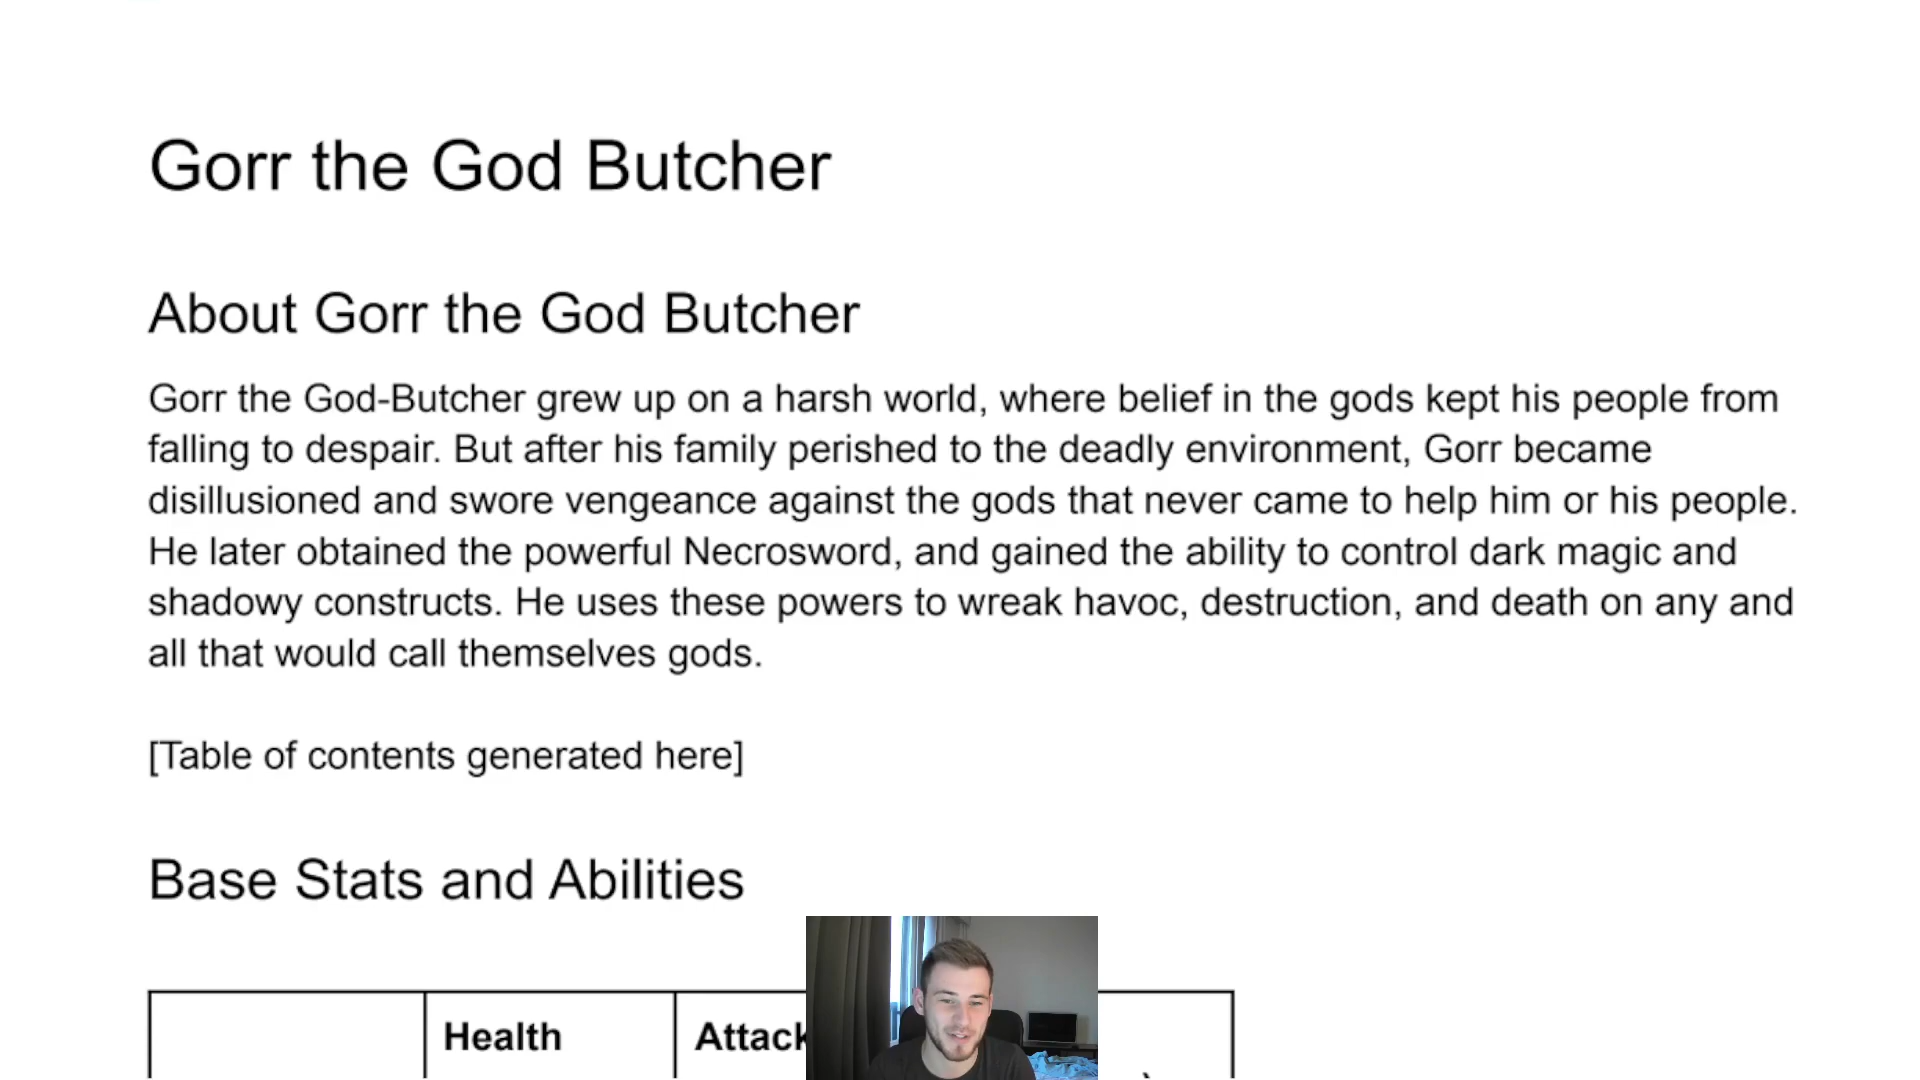 Gorr the God Butcher
About Gorr the God Butcher
Gorr the God-Butcher grew up on a harsh world, where belief in the gods kept his people from
falling to despair. But after his family perished to the deadly environment, Gorr became
disillusioned and swore vengeance against the gods that never came to help him or his people.
He later obtained the powerful Necrosword, and gained the ability to control dark magic and
shadowy constructs. He uses these powers to wreak havoc, destruction, and death on any and
all that would call themselves gods.
[Table of contents generated here]
Base Stats and Abilities
Health Attack